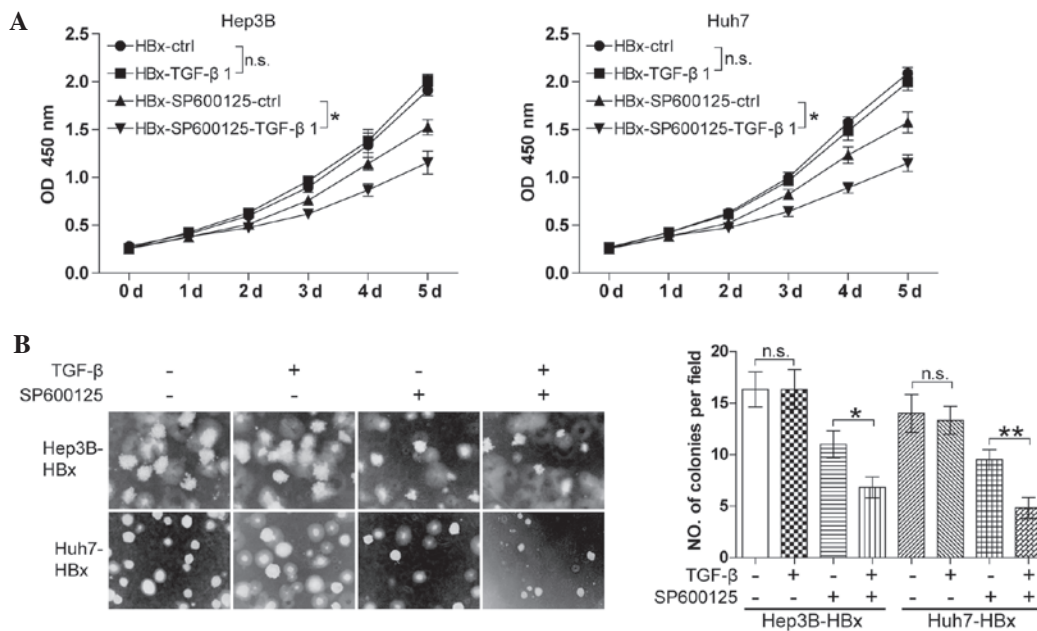 A
Hep3B
2.5
2.0
1.5
1.0
0.5
0.0
OD 450 nm
HBx-ctrl
HBx-TGF-β 1
n.s.
HBx-SP600125-ctrl
HBx-SP600125-TGF-β 1
*
0 d 1 d 2 d 3 d 4 d 5 d
Huh7
2.5
2.0
1.5
1.0
0.5
0.0
OD 450 nm
HBx-ctrl
HBx-TGF-β 1
n.s.
HBx-SP600125-ctrl
HBx-SP600125-TGF-β 1
*
0 d 1 d 2 d 3 d 4 d 5 d
B
TGF-β - + - +
SP600125 - - + +
Hep3B-
HBx
Huh7-
HBx
20
15
10
5
0
NO. of colonies per field
n.s.
*
n.s.
**
TGF-β - + - + - + - +
SP600125 - - + + - - + +
Hep3B-HBx Huh7-HBx